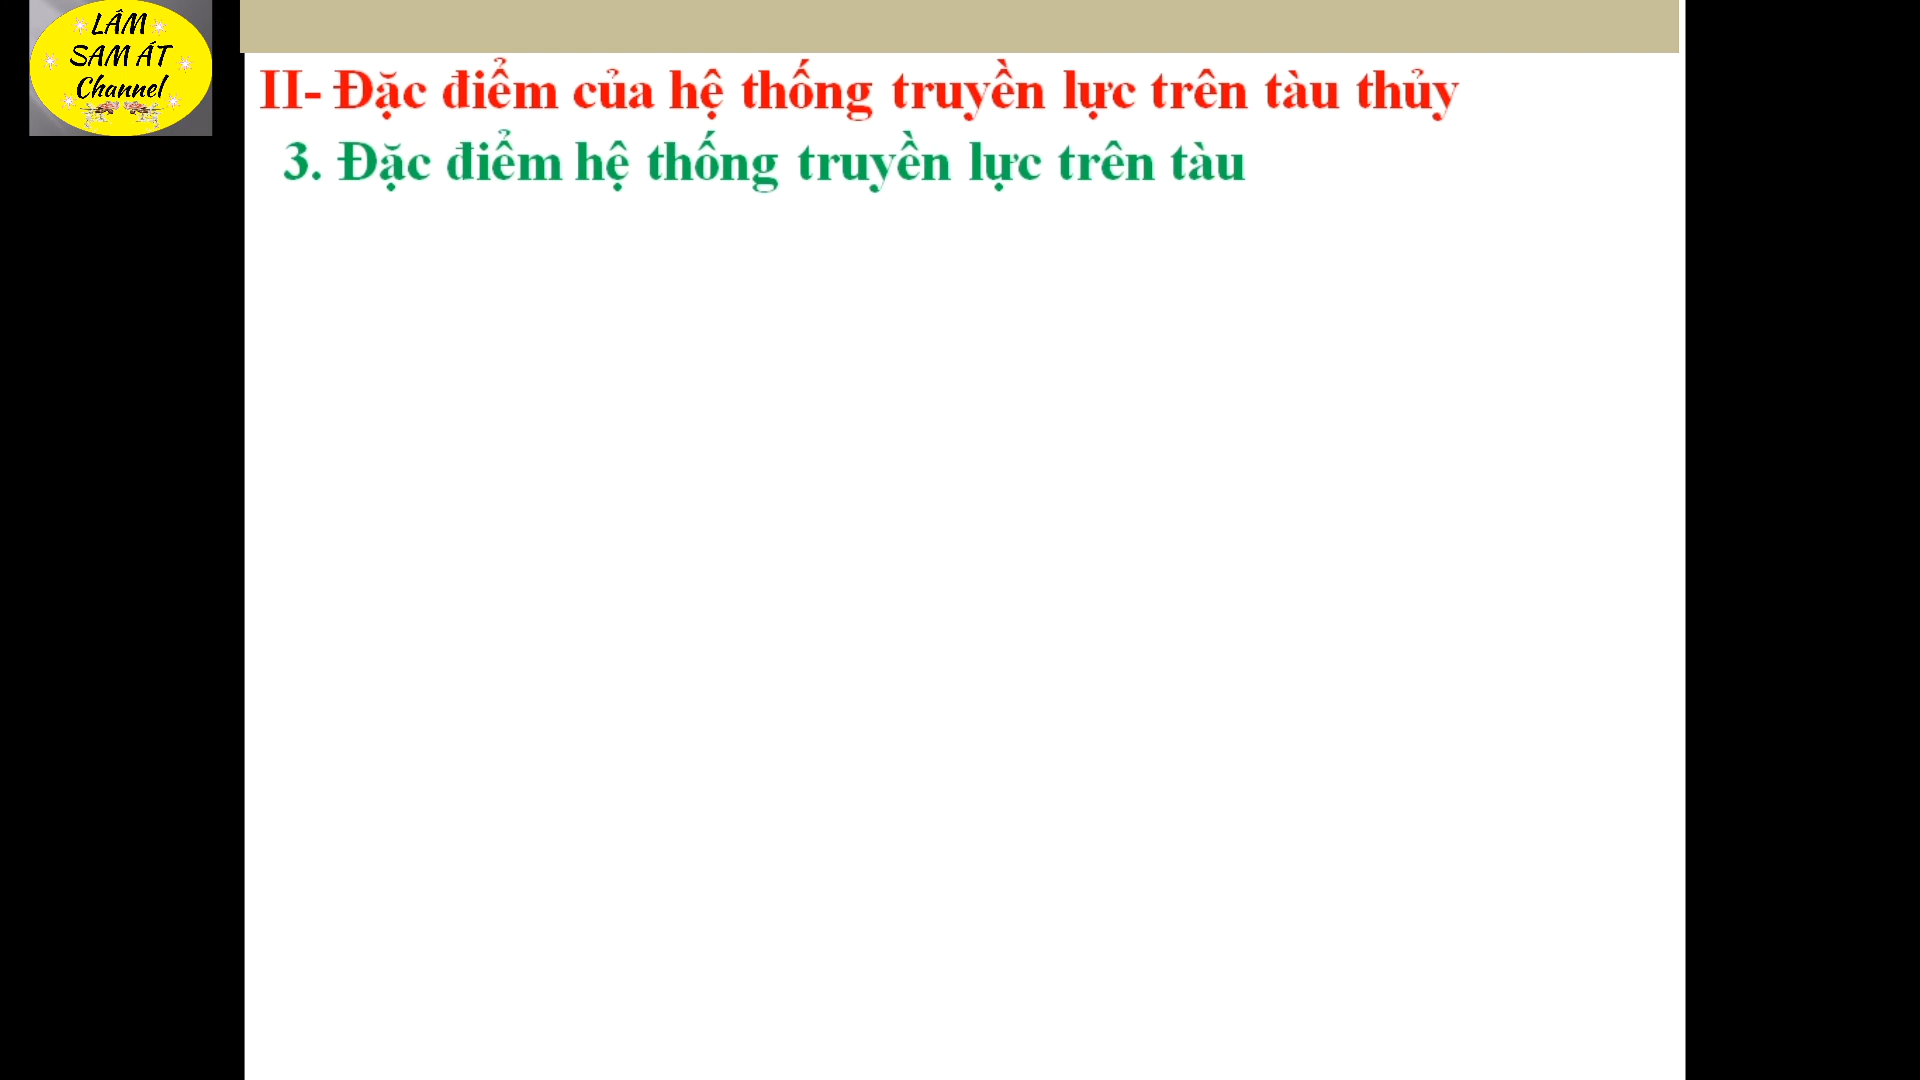 LÂM
SAM ÁT
Channel
II- Đặc điểm của hệ thống truyền lực trên tàu thủy
3. Đặc điểm hệ thống truyền lực trên tàu